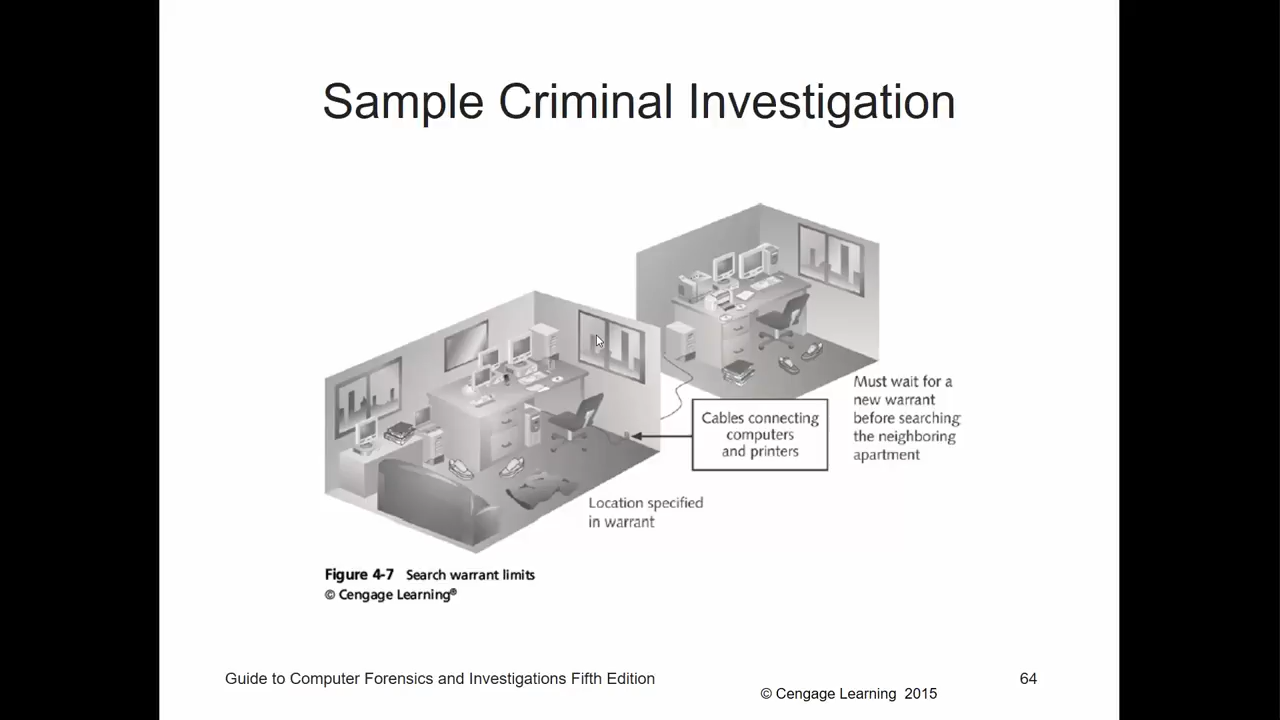 Sample Criminal Investigation
Must wait for a
new warrant
before searching
the neighboring
apartment
Cables connecting
computers
and printers
Location specified
in warrant
Figure 4-7 Search warrant limits
© Cengage Learning®
Guide to Computer Forensics and Investigations Fifth Edition
64
© Cengage Learning 2015